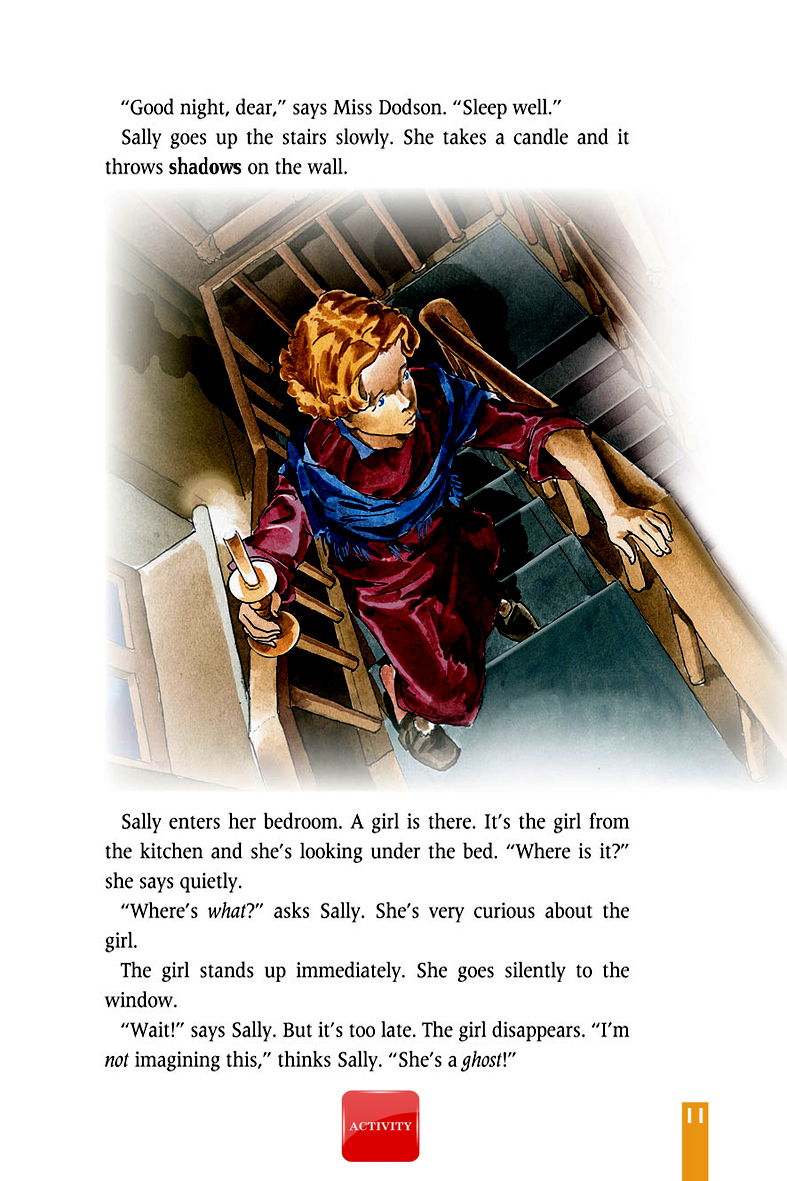 “Good night, dear,” says Miss Dodson. “Sleep well.”
Sally goes up the stairs slowly. She takes a candle and it
throws shadows on the wall.
Sally enters her bedroom. A girl is there. It’s the girl from
the kitchen and she’s looking under the bed. “Where is it?”
she says quietly.
“Where’s what?” asks Sally. She’s very curious about the
girl.
The girl stands up immediately. She goes silently to the
window.
“Wait!” says Sally. But it’s too late. The girl disappears. “I’m
not imagining this,” thinks Sally. “She’s a ghost!”
ACTIVITY
11